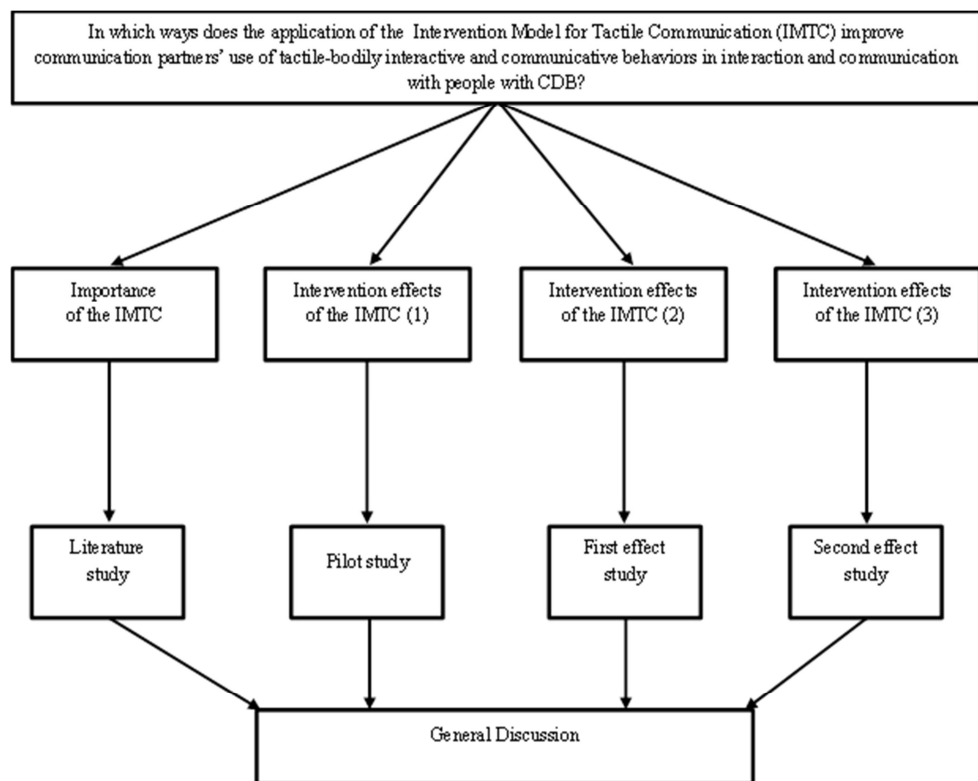 In which ways does the application of the Intervention Model for Tactile Communication (IMTC) improve
communication partners' use of tactile-bodily interactive and communicative behaviors in interaction and communication
with people with CDB?
Importance
of the IMTC
Intervention effects
of the IMTC (1)
Intervention effects
of the IMTC (2)
Intervention effects
of the IMTC (3)
Literature
study
Pilot study
First effect
study
Second effect
study
General Discussion